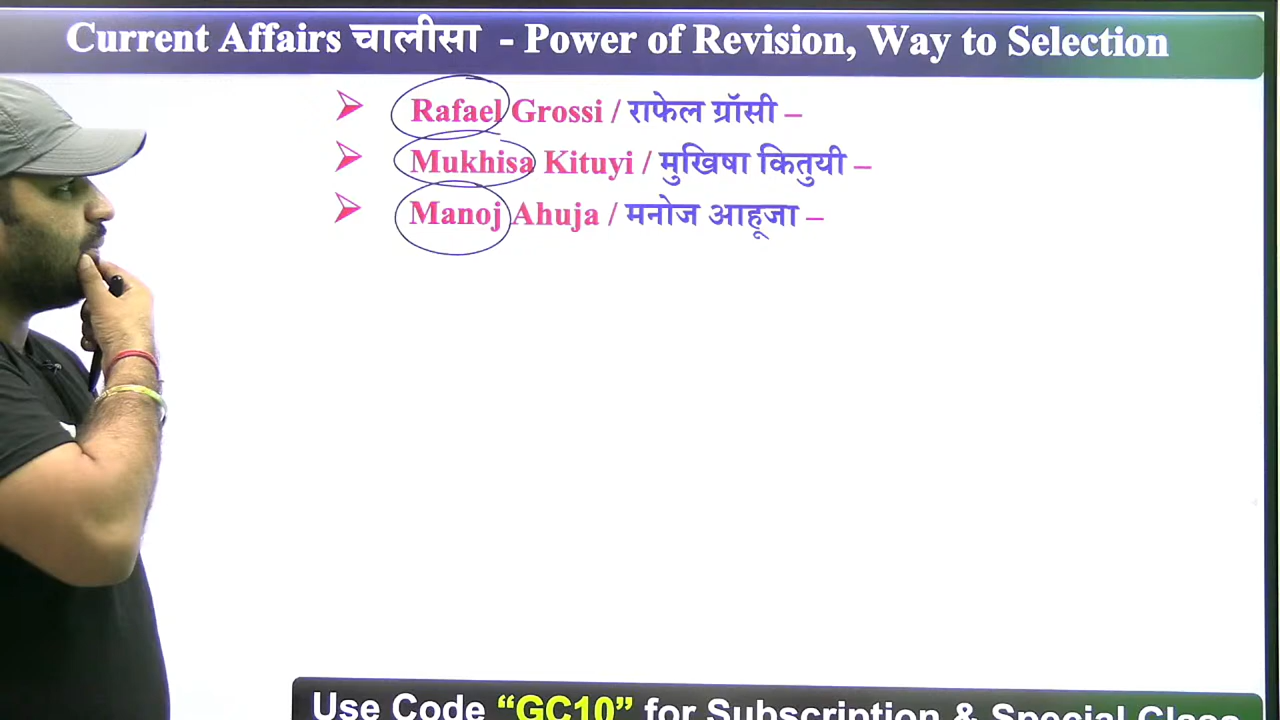 Current Affairs चालीसा - Power of Revision, Way to Selection
Rafael Grossi / राफेल ग्रॉसी –
Mukhisa Kituyi / मुखिषा कितुयी –
Manoj Ahuja / मनोज आहूजा –
Use Code “GC10” for Subscription & Special Class